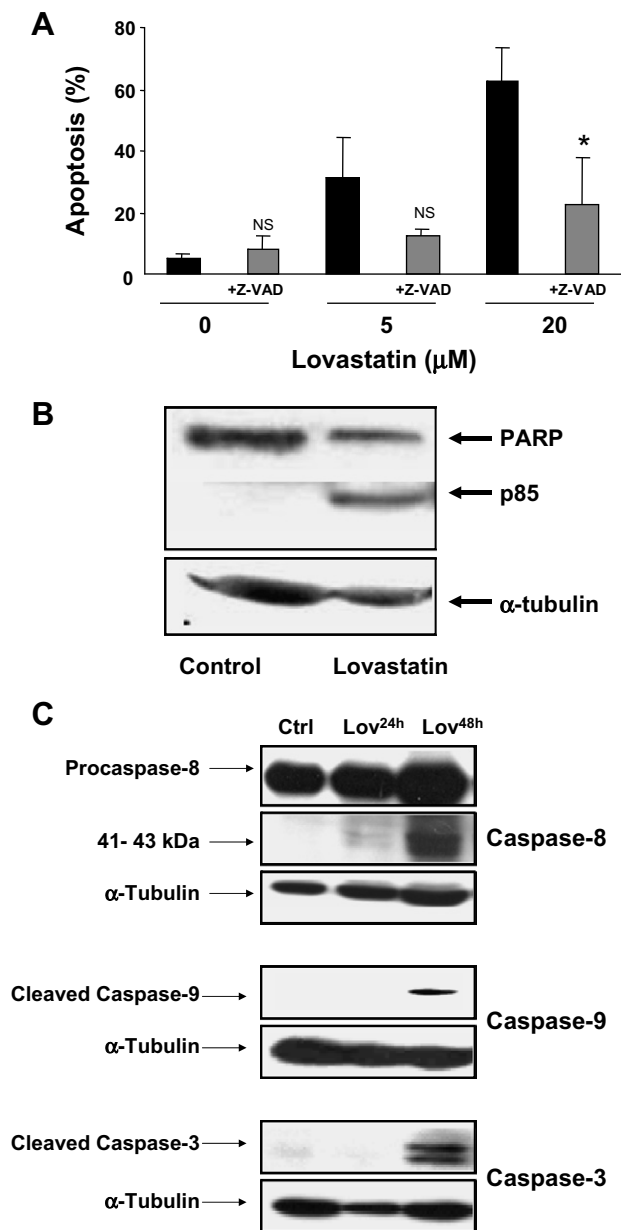 A
80
60
40
20
0
Apoptosis (%)
NS
NS
*
+Z-VAD
+Z-VAD
+Z-VAD
0
5
20
Lovastatin (μM)
B
PARP
p85
α-tubulin
Control
Lovastatin
C
Ctrl
Lov24h
Lov48h
Procaspase-8
41- 43 kDa
Caspase-8
α-Tubulin
Cleaved Caspase-9
Caspase-9
α-Tubulin
Cleaved Caspase-3
Caspase-3
α-Tubulin